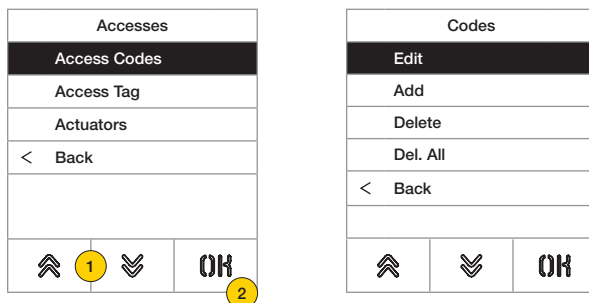 Accesses
Access Codes
Access Tag
Actuators
< Back
1
OK
2
Codes
Edit
Add
Delete
Del. All
< Back
OK